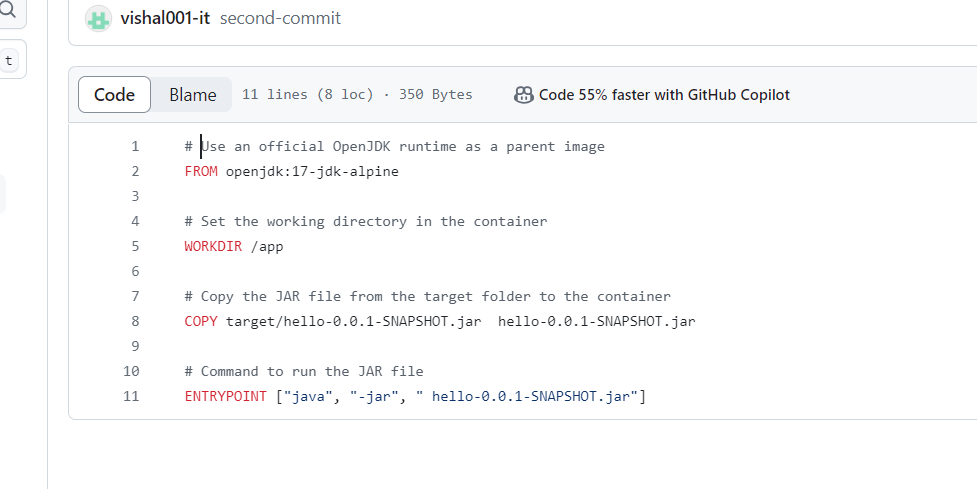 t
vishal001-it second-commit
Code Blame 11 lines (8 loc) · 350 Bytes Code 55% faster with GitHub Copilot
1 # Use an official OpenJDK runtime as a parent image
2 FROM openjdk:17-jdk-alpine
3
4 # Set the working directory in the container
5 WORKDIR /app
6
7 # Copy the JAR file from the target folder to the container
8 COPY target/hello-0.0.1-SNAPSHOT.jar  hello-0.0.1-SNAPSHOT.jar
9
10 # Command to run the JAR file
11 ENTRYPOINT ["java", "-jar", " hello-0.0.1-SNAPSHOT.jar"]